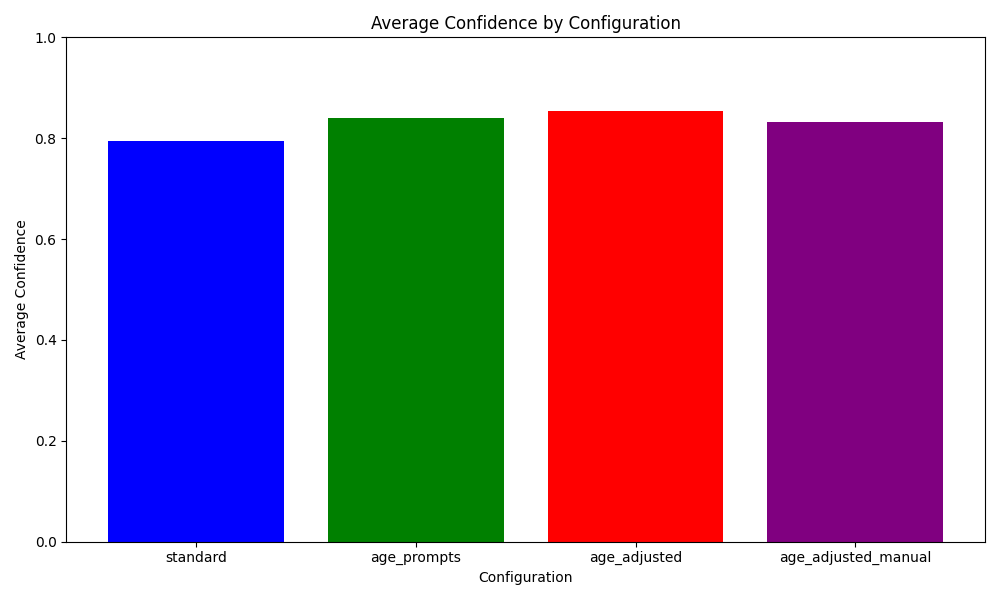 Average Confidence by Configuration
1.0
0.8
0.6
0.4
0.2
0.0
Average Confidence
standard age_prompts age_adjusted age_adjusted_manual
Configuration